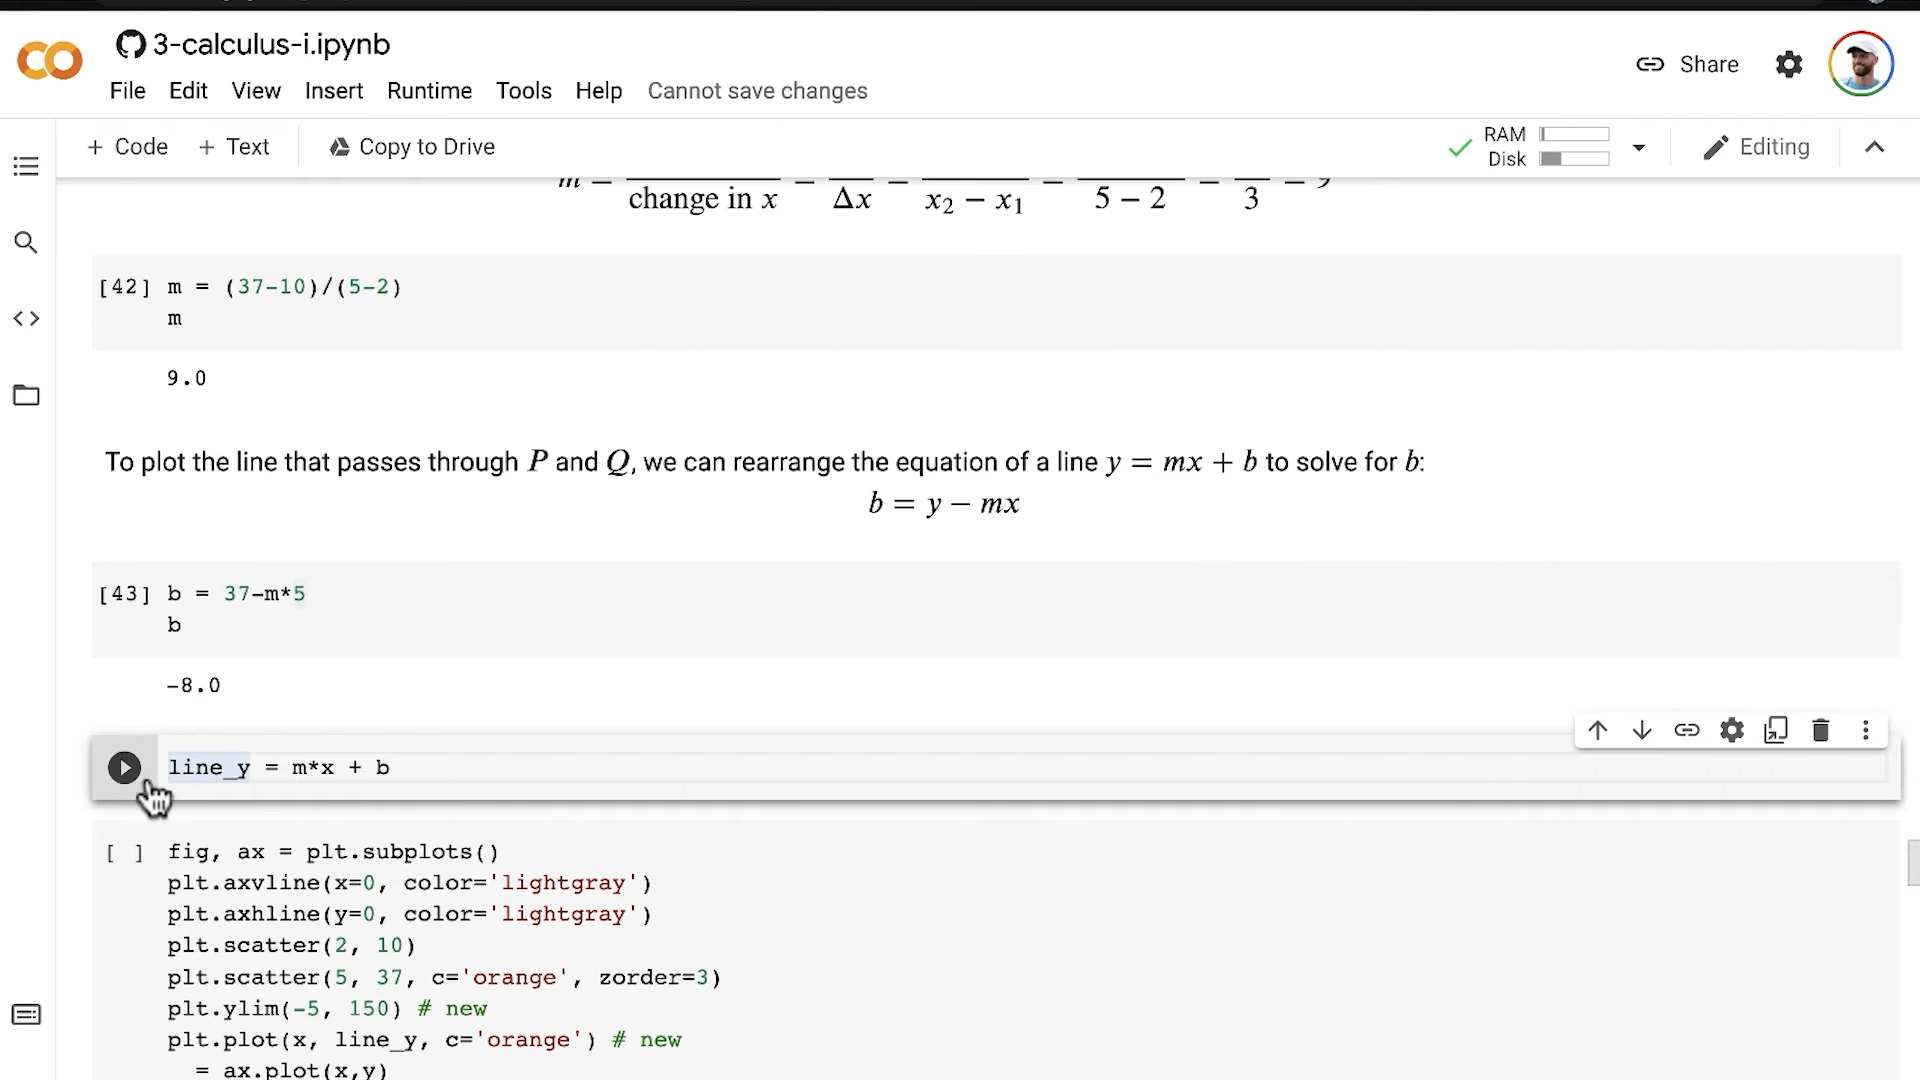 3-calculus-i.ipynb
Share
File Edit View Insert Runtime Tools Help Cannot save changes
+ Code + Text Copy to Drive
RAM
Disk
Editing
m = change in x = Δx = x₂ − x₁ = 5 − 2 = 3 = 9
[42] m = (37-10)/(5-2)
m
9.0
To plot the line that passes through P and Q, we can rearrange the equation of a line y = mx + b to solve for b:
b = y − mx
[43] b = 37-m*5
b
-8.0
line_y = m*x + b
[ ] fig, ax = plt.subplots()
plt.axvline(x=0, color='lightgray')
plt.axhline(y=0, color='lightgray')
plt.scatter(2, 10)
plt.scatter(5, 37, c='orange', zorder=3)
plt.ylim(-5, 150) # new
plt.plot(x, line_y, c='orange') # new
= ax.plot(x,y)